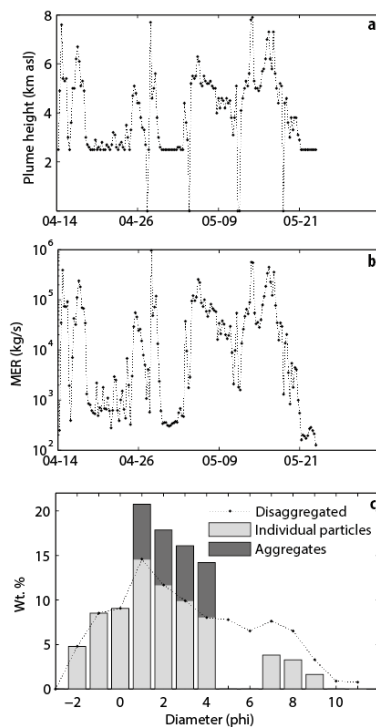 a
8
6
4
2
Plume height (km asl)
04-14 04-26 05-09 05-21
b
10^6
10^5
10^4
10^3
10^2
MER (kg/s)
04-14 04-26 05-09 05-21
c
Disaggregated
Individual particles
Aggregates
20
15
10
5
0
Wt. %
−2 0 2 4 6 8 10
Diameter (phi)